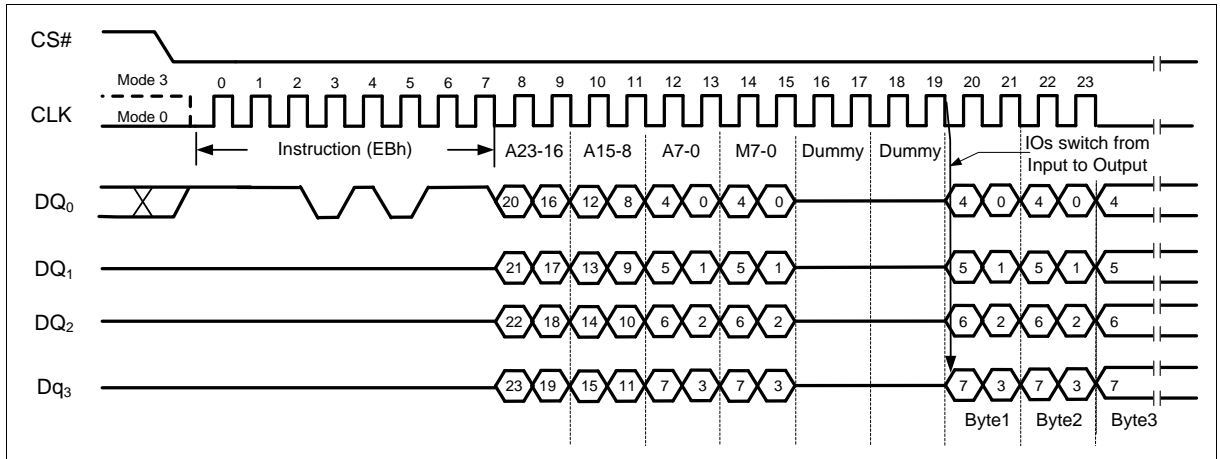 CS#
Mode 3
0 1 2 3 4 5 6 7 8 9 10 11 12 13 14 15 16 17 18 19 20 21 22 23
CLK
Mode 0
Instruction (EBh)
A23-16 A15-8 A7-0 M7-0 Dummy Dummy
IOs switch from
Input to Output
DQ0 20 16 12 8 4 0 4 0 4 0 4 0 4
DQ1 21 17 13 9 5 1 5 1 5 1 5 1 5
DQ2 22 18 14 10 6 2 6 2 6 2 6 2 6
Dq3 23 19 15 11 7 3 7 3 7 3 7 3 7
Byte1 Byte2 Byte3